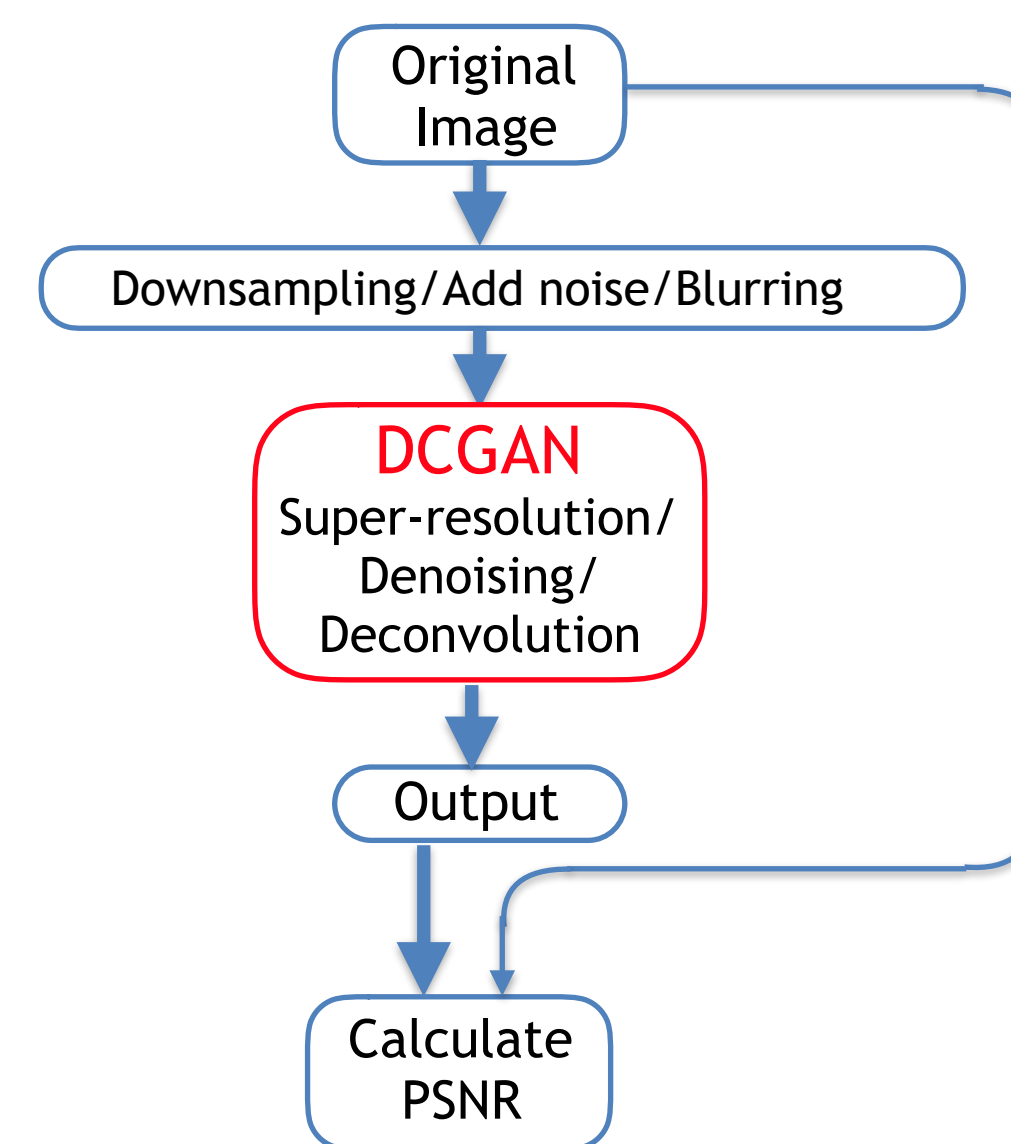 Original
Image
Downsampling/Add noise/Blurring
DCGAN
Super-resolution/
Denoising/
Deconvolution
Output
Calculate
PSNR